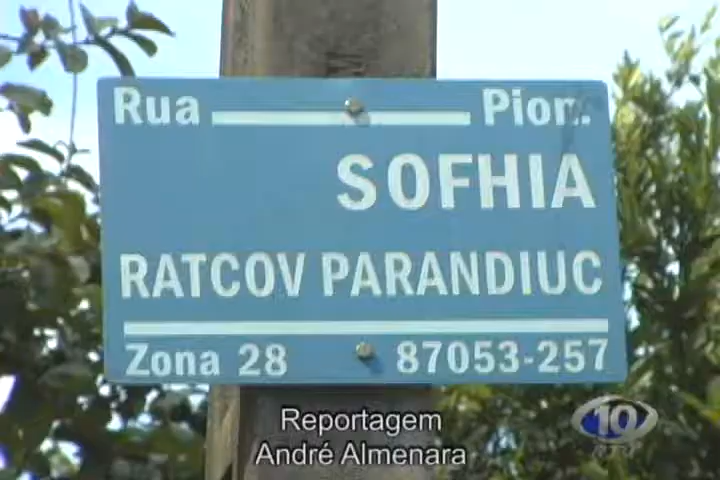 Rua Pion.
SOFHIA
RATCOV PARANDIUC
Zona 28 87053-257
Reportagem
André Almenara
10